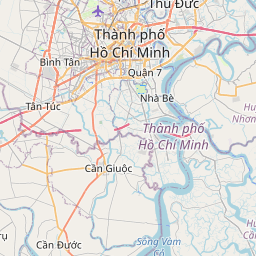 Thủ Đức
Thành phố
Hồ Chí Minh
Bình Tân
Quận 7
Nhà Bè
Tân Túc
Thành phố
Hồ Chí Minh
Cần Giuộc
Cần Đước
Sông Vàm